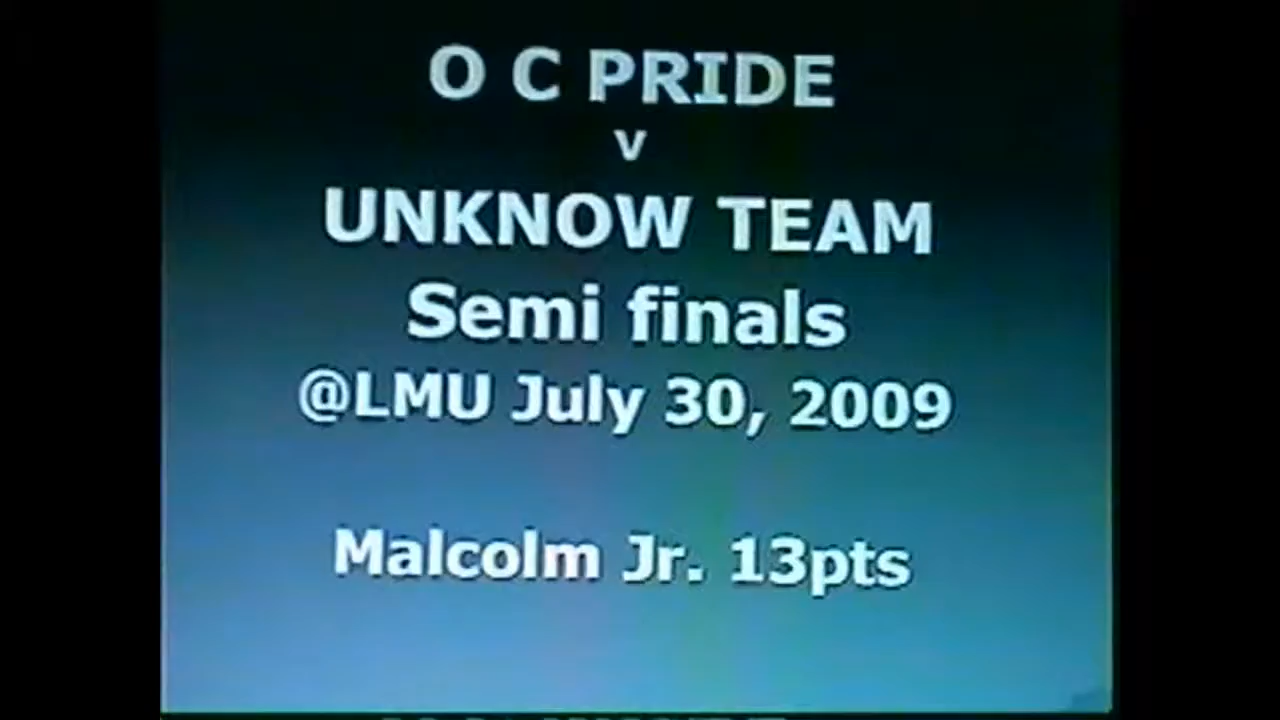 O C PRIDE
v
UNKNOW TEAM
Semi finals
@LMU July 30, 2009
Malcolm Jr. 13pts